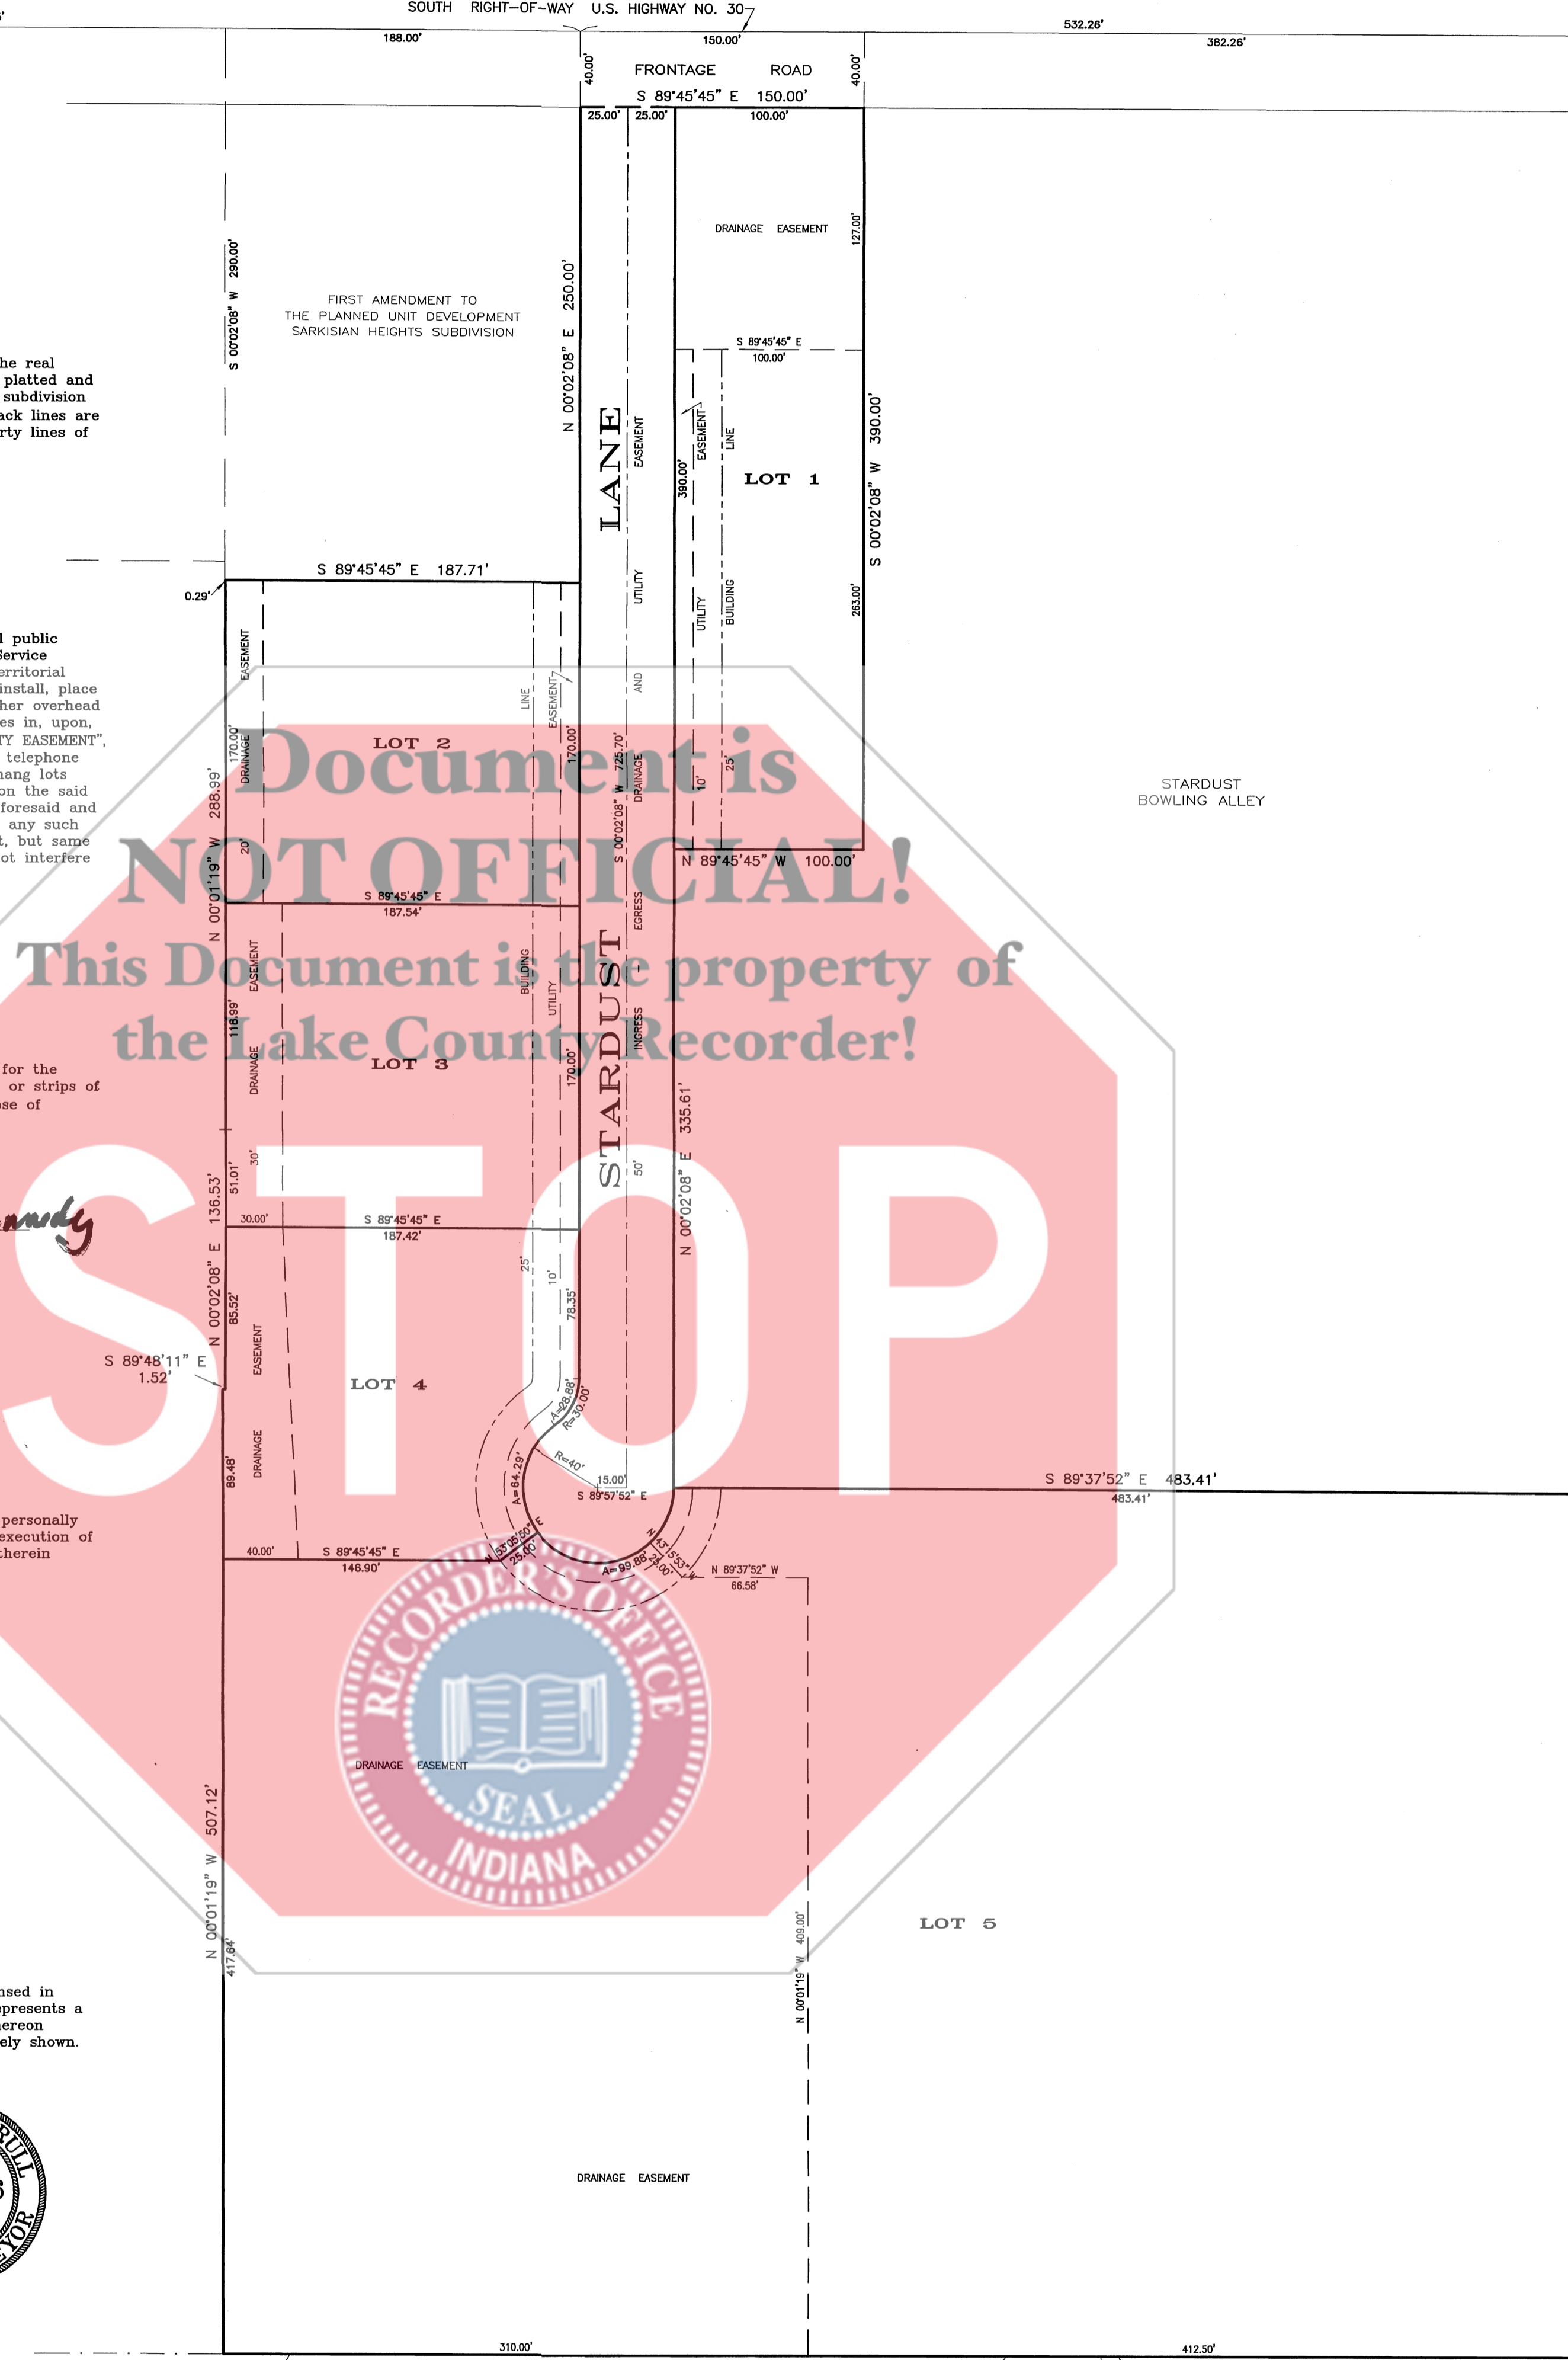 SOUTH RIGHT-OF-WAY U.S. HIGHWAY NO. 30
188.00'
150.00'
532.26'
382.26'
40.00'
FRONTAGE ROAD
40.00'
S 89°45'45" E 150.00'
25.00'
25.00'
100.00'
DRAINAGE EASEMENT
127.00'
S 00°02'08" W 290.00'
N 00°02'08" E 250.00'
FIRST AMENDMENT TO
THE PLANNED UNIT DEVELOPMENT
SARKISIAN HEIGHTS SUBDIVISION
S 89°45'45" E
100.00'
he real
platted and
subdivision
ack lines are
rty lines of
LANE
EASEMENT
390.00'
EASEMENT
LINE
LOT 1
S 00°02'08" W 390.00'
S 89°45'45" E 187.71'
0.29'
UTILITY
UTILITY
BUILDING
263.00'
l public
Service
erritorial
install, place
her overhead
es in, upon,
TY EASEMENT",
telephone
hang lots
on the said
foresaid and
any such
t, but same
ot interfere
EASEMENT
LINE
EASEMENT
AND
170.00'
DRAINAGE
20'
LOT 2
170.00'
S 00°02'08" W 725.70'
DRAINAGE
10'
25'
STARDUST
BOWLING ALLEY
N 00°01'19" W 288.99'
N 89°45'45" W 100.00'
Document is
NOT OFFICIAL!
This Document is the property of
the Lake County Recorder!
STOP
S 89°45'45" E
187.54'
EGRESS
-
INGRESS
STARDUST
EASEMENT
BUILDING
UTILITY
118.99'
DRAINAGE
LOT 3
170.00'
for the
or strips of
ose of
N 00°02'08" E 335.61'
30'
51.01'
50'
N 00°02'08" E 136.53'
30.00'
S 89°45'45" E
187.42'
25'
10'
78.35'
85.52'
EASEMENT
S 89°48'11" E
1.52'
LOT 4
A=28.88'
R=30.00'
DRAINAGE
89.48'
A=64.29'
R=40'
15.00'
S 89°57'52" E
S 89°37'52" E 483.41'
483.41'
personally
execution of
therein
40.00'
S 89°45'45" E
146.90'
N 53°05'50" E
25.00'
A=99.88'
N 43°15'53" W
25.00'
N 89°37'52" W
66.58'
RECORDER'S OFFICE
SEAL
INDIANA
DRAINAGE EASEMENT
N 00°01'19" W 507.12'
417.64'
LOT 5
N 00°01'19" W 409.00'
nsed in
epresents a
hereon
ely shown.
RULL
EYOR
DRAINAGE EASEMENT
310.00'
412.50'